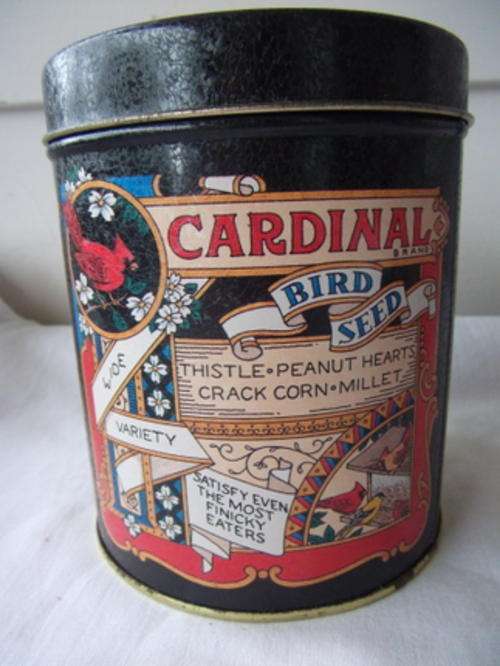 CARDINAL
BRAND
BIRD
SEED
THISTLE•PEANUT HEARTS
CRACK CORN•MILLET
WIDE
VARIETY
SATISFY EVEN
THE MOST
FINICKY
EATERS